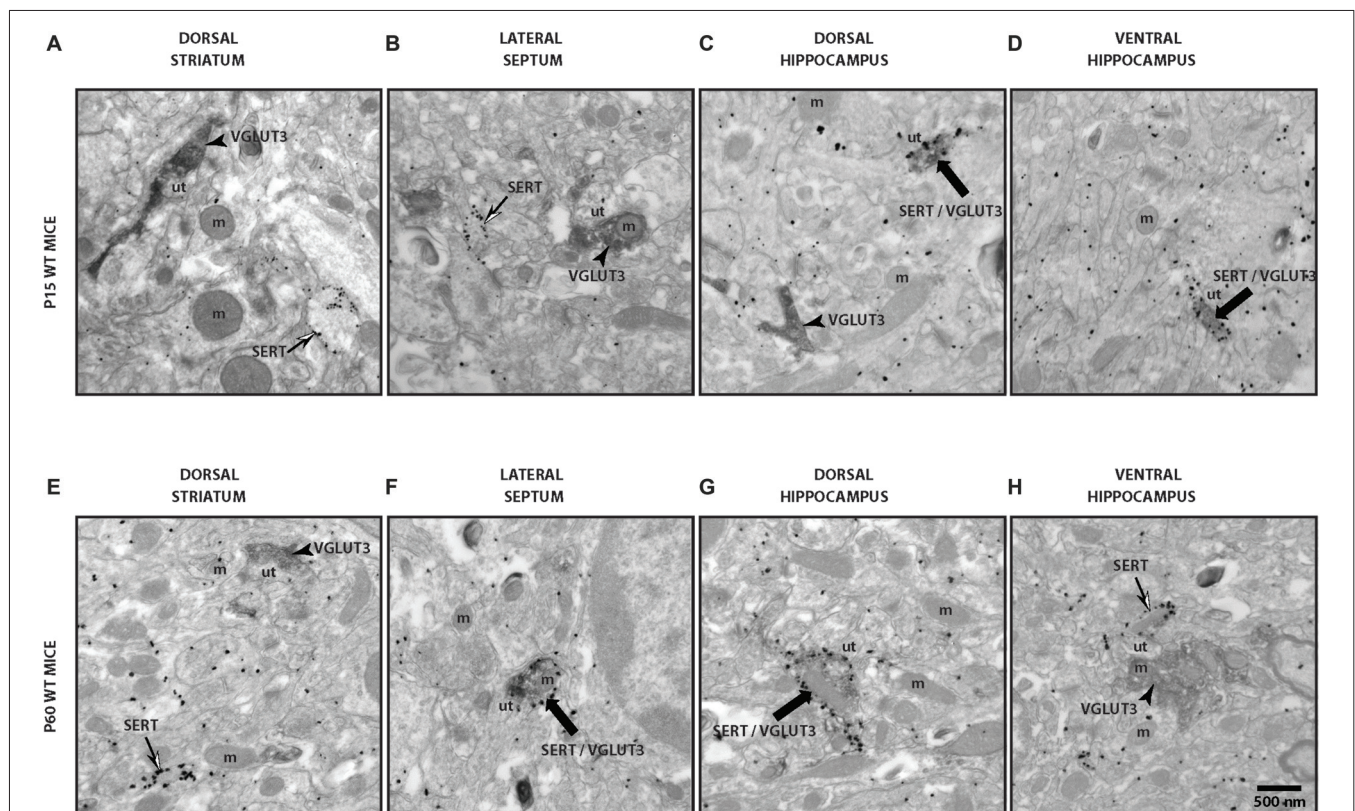 A
DORSAL
STRIATUM
B
LATERAL
SEPTUM
C
DORSAL
HIPPOCAMPUS
D
VENTRAL
HIPPOCAMPUS
P15 WT MICE
VGLUT3
ut
m
m
SERT
m
SERT
ut
m
VGLUT3
m
ut
SERT / VGLUT3
m
VGLUT3
m
SERT / VGLUT3
ut
E
DORSAL
STRIATUM
F
LATERAL
SEPTUM
G
DORSAL
HIPPOCAMPUS
H
VENTRAL
HIPPOCAMPUS
P60 WT MICE
VGLUT3
m
ut
SERT
m
m
m
ut
SERT / VGLUT3
m
ut
m
SERT / VGLUT3
SERT
ut
m
VGLUT3
m
500 nm